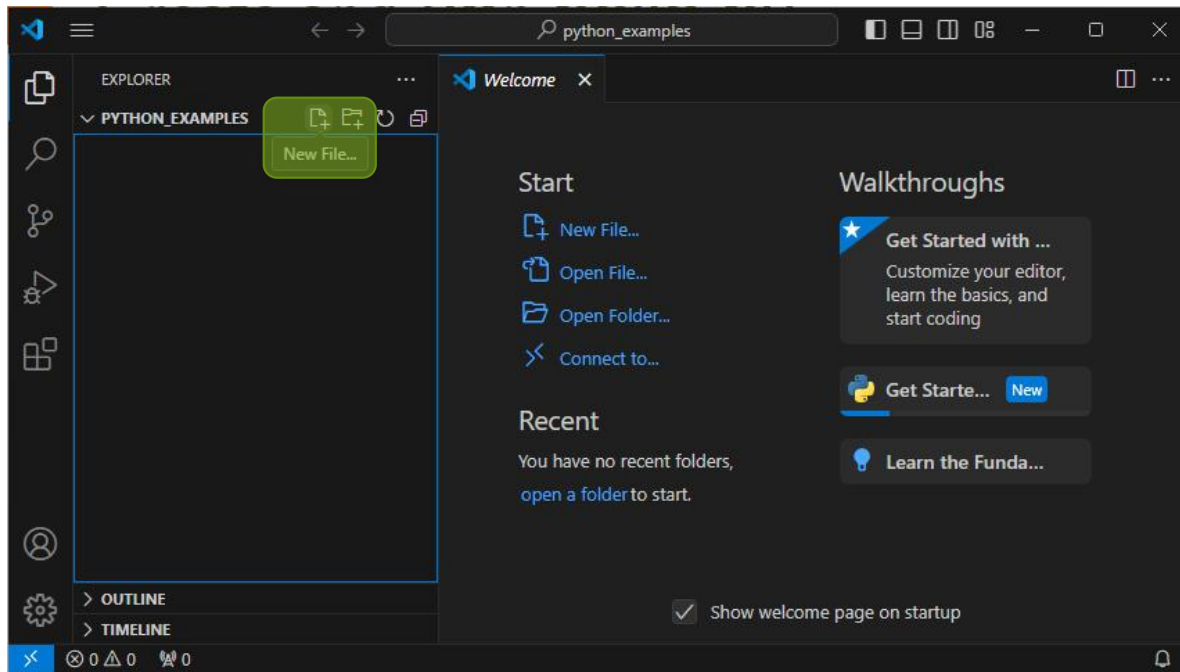 python_examples
EXPLORER
Welcome
PYTHON_EXAMPLES
New File...
Start
New File...
Open File...
Open Folder...
Connect to...
Recent
You have no recent folders,
open a folder to start.
Walkthroughs
Get Started with ...
Customize your editor,
learn the basics, and
start coding
Get Starte... New
Learn the Funda...
Show welcome page on startup
OUTLINE
TIMELINE
0 0 0